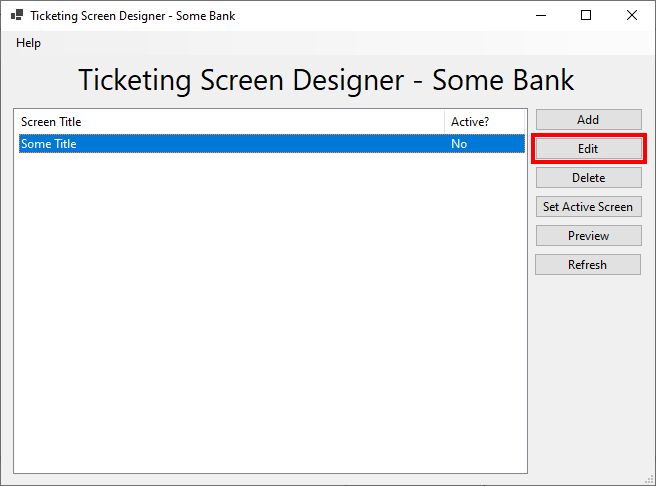 Ticketing Screen Designer - Some Bank
Help
Ticketing Screen Designer - Some Bank
Screen Title Active?
Some Title No
Add
Edit
Delete
Set Active Screen
Preview
Refresh